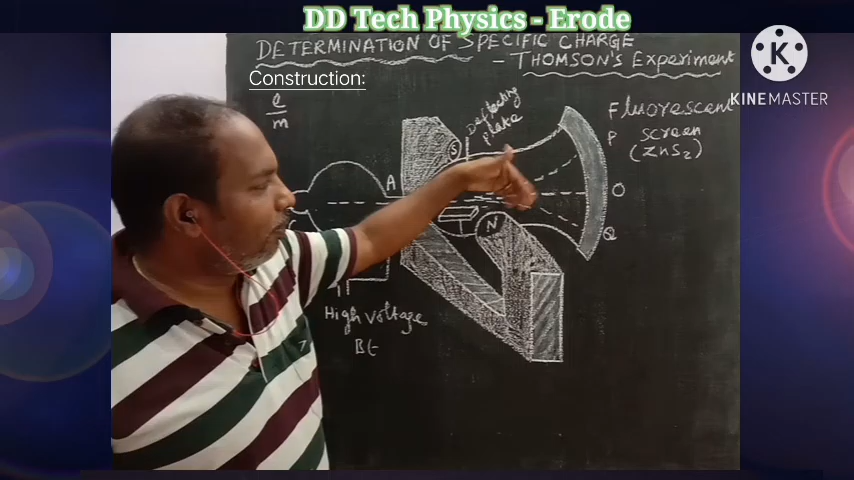 DD Tech Physics - Erode
DETERMINATION OF SPECIFIC CHARGE
- THOMSON'S Experiment
Construction:
KINEMASTER
K
e
m
Deflecting
Plate
Fluorescent
screen
(ZnS2)
P
S
A
O
N
Q
High voltage
BE